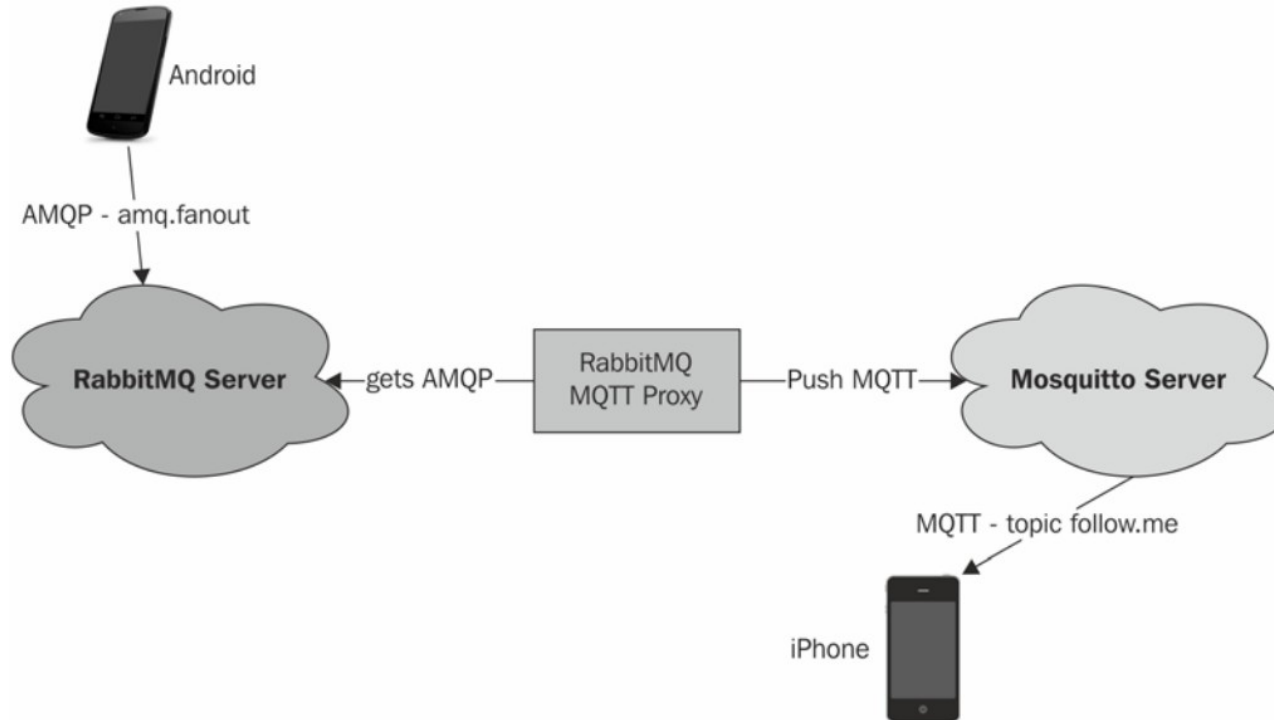 Android
AMQP - amq.fanout
RabbitMQ Server
gets AMQP
RabbitMQ
MQTT Proxy
Push MQTT
Mosquitto Server
MQTT - topic follow.me
iPhone